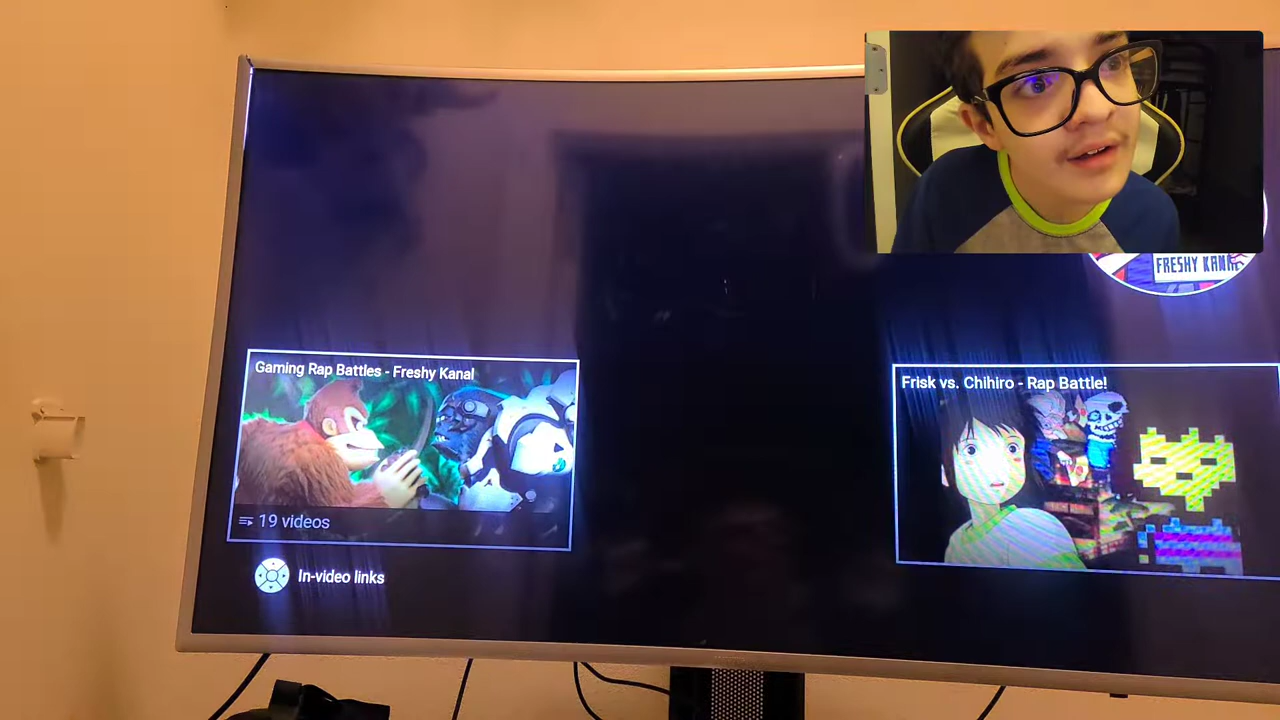 FRESHY KANAL
Gaming Rap Battles - Freshy Kanal
19 videos
In-video links
Frisk vs. Chihiro - Rap Battle!